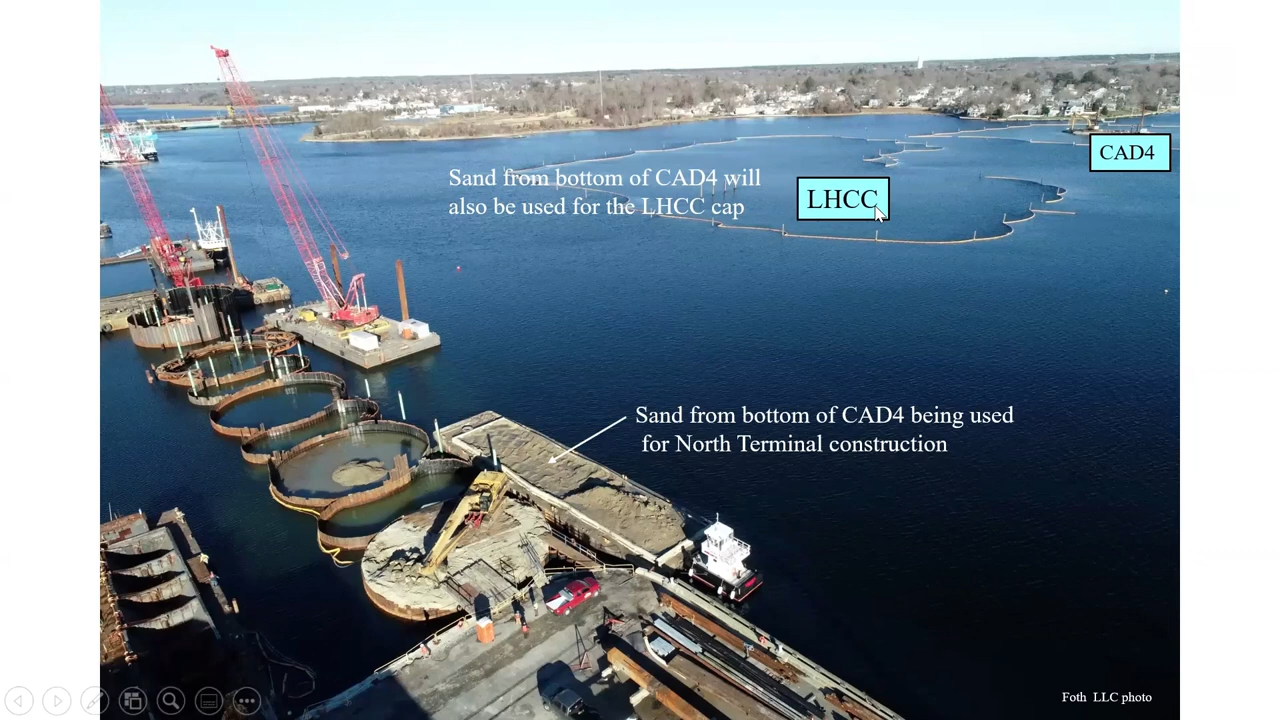 CAD4
Sand from bottom of CAD4 will
also be used for the LHCC cap
LHCC
Sand from bottom of CAD4 being used
for North Terminal construction
Foth LLC photo